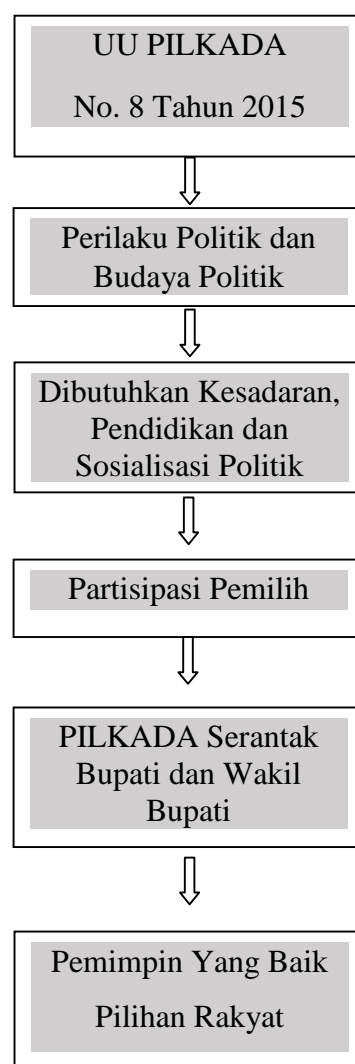 UU PILKADA
No. 8 Tahun 2015
Perilaku Politik dan
Budaya Politik
Dibutuhkan Kesadaran,
Pendidikan dan
Sosialisasi Politik
Partisipasi Pemilih
PILKADA Serantak
Bupati dan Wakil
Bupati
Pemimpin Yang Baik
Pilihan Rakyat